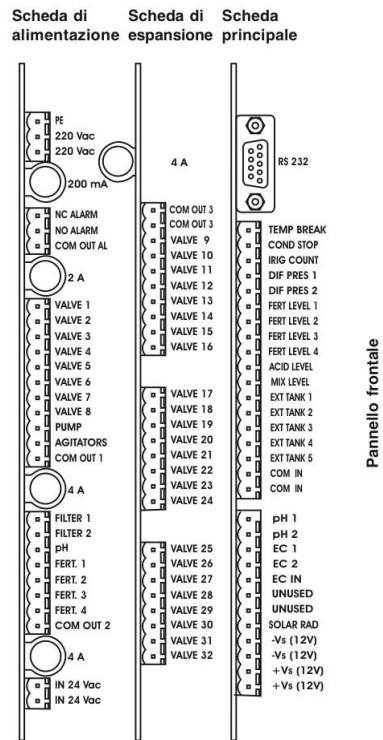 Scheda di alimentazione
Scheda di espansione
Scheda principale
PE
220 Vac
220 Vac
200 mA
NC ALARM
NO ALARM
COM OUT AL
2 A
VALVE 1
VALVE 2
VALVE 3
VALVE 4
VALVE 5
VALVE 6
VALVE 7
VALVE 8
PUMP
AGITATORS
COM OUT 1
4 A
FILTER 1
FILTER 2
pH
FERT. 1
FERT. 2
FERT. 3
FERT. 4
COM OUT 2
4 A
IN 24 Vac
IN 24 Vac
4 A
COM OUT 3
COM OUT 3
VALVE 9
VALVE 10
VALVE 11
VALVE 12
VALVE 13
VALVE 14
VALVE 15
VALVE 16
VALVE 17
VALVE 18
VALVE 19
VALVE 20
VALVE 21
VALVE 22
VALVE 23
VALVE 24
VALVE 25
VALVE 26
VALVE 27
VALVE 28
VALVE 29
VALVE 30
VALVE 31
VALVE 32
RS 232
TEMP BREAK
COND STOP
IRIG COUNT
DIF PRES 1
DIF PRES 2
FERT LEVEL 1
FERT LEVEL 2
FERT LEVEL 3
FERT LEVEL 4
ACID LEVEL
MIX LEVEL
EXT TANK 1
EXT TANK 2
EXT TANK 3
EXT TANK 4
EXT TANK 5
COM IN
COM IN
pH 1
pH 2
EC 1
EC 2
EC IN
UNUSED
UNUSED
SOLAR RAD
-Vs (12V)
-Vs (12V)
+Vs (12V)
+Vs (12V)
Pannello frontale